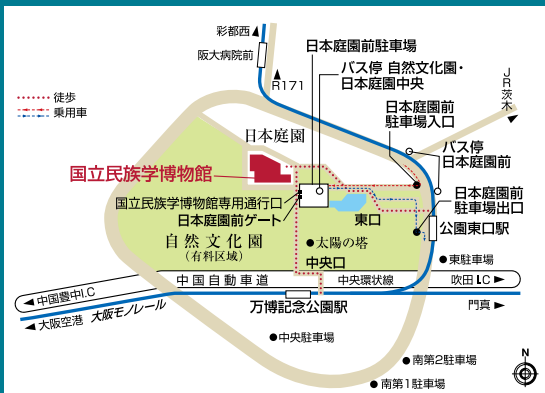 彩都西
阪大病院前
R171
日本庭園前駐車場
バス停 自然文化園・
日本庭園中央
JR茨木
日本庭園前
駐車場入口
徒歩
乗用車
日本庭園
バス停
日本庭園前
国立民族学博物館
国立民族学博物館専用通行口
日本庭園前ゲート
東口
日本庭園前
駐車場出口
公園東口駅
自然文化園
(有料区域)
太陽の塔
中央口
東駐車場
中国自動車道
中央環状線
吹田I.C
中国豊中I.C
大阪空港
大阪モノレール
万博記念公園駅
門真
中央駐車場
南第2駐車場
南第1駐車場
N